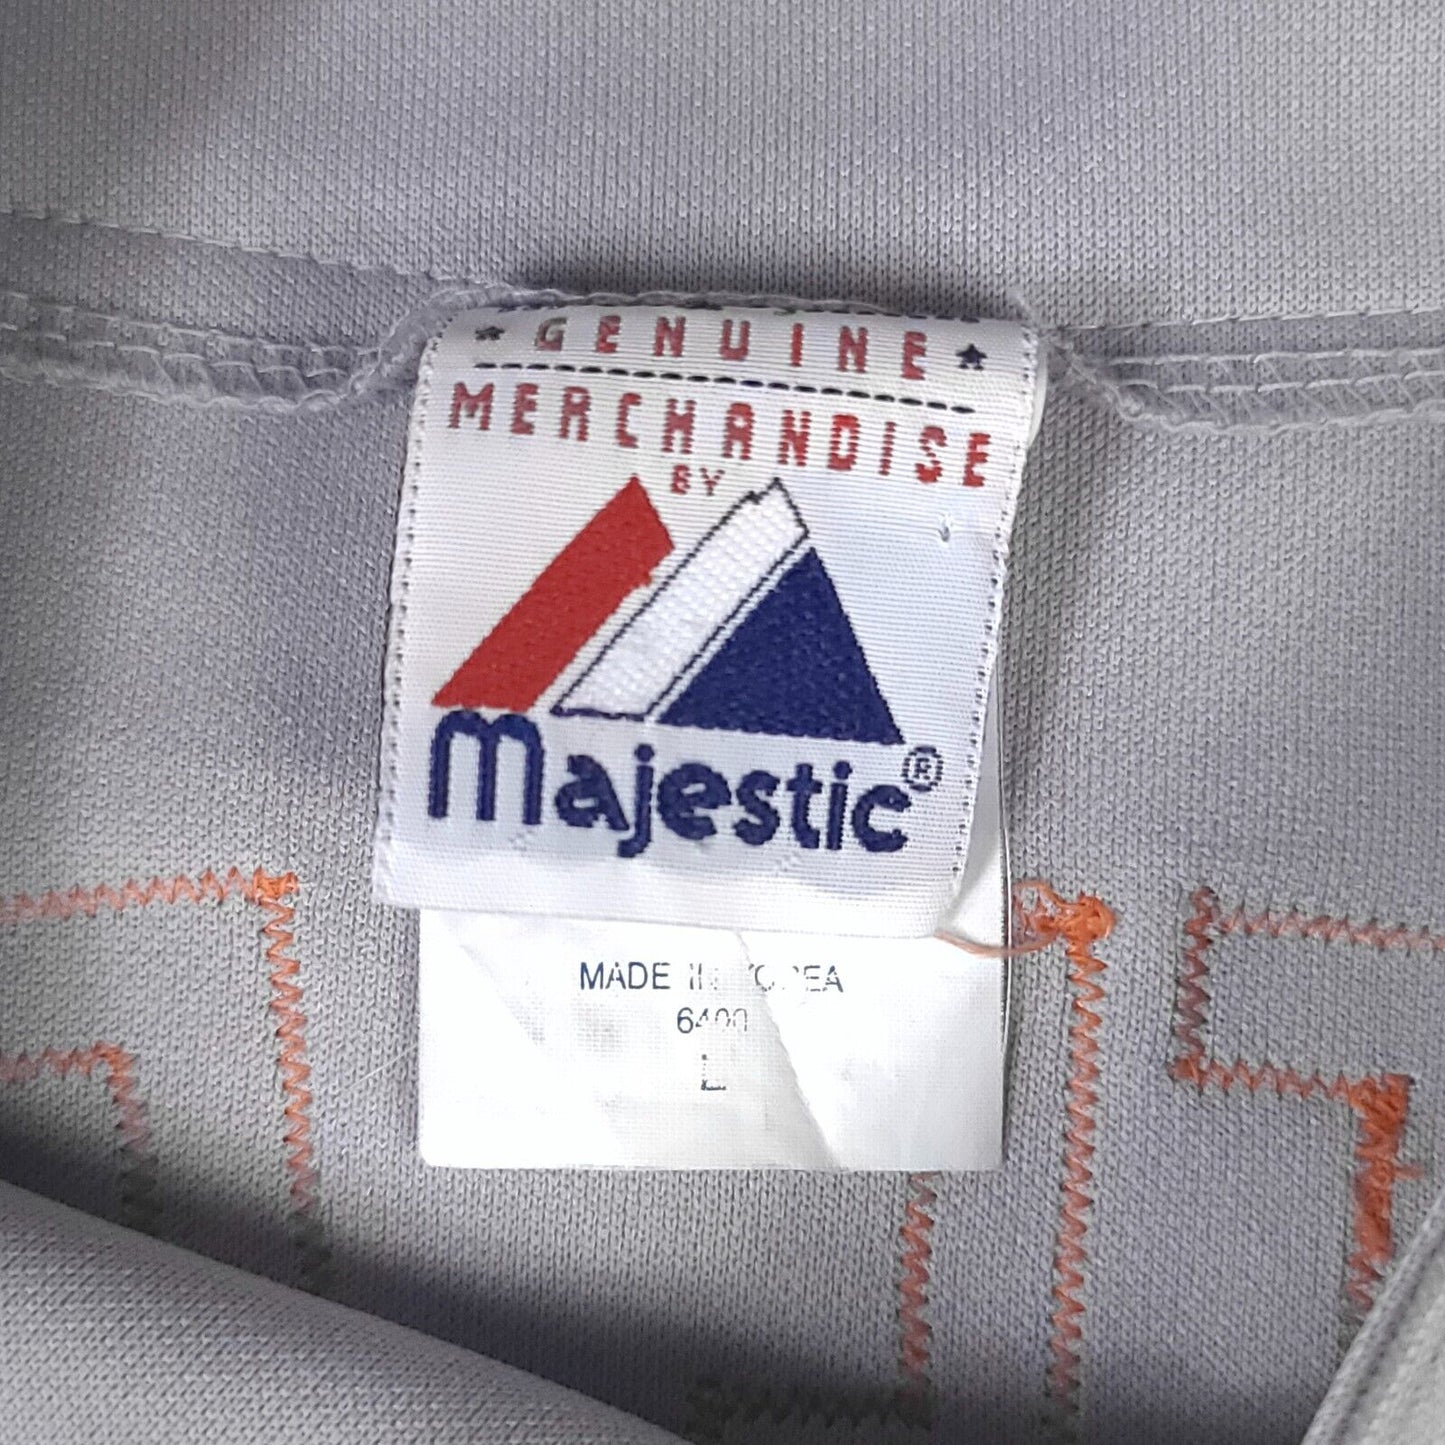 ★ GENUINE ★
MERCHANDISE
BY
Majestic®
MADE IN KOREA
6400
L